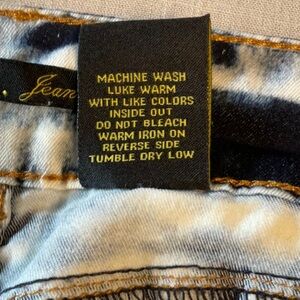 Jean
MACHINE WASH
LUKE WARM
WITH LIKE COLORS
INSIDE OUT
DO NOT BLEACH
WARM IRON ON
REVERSE SIDE
TUMBLE DRY LOW